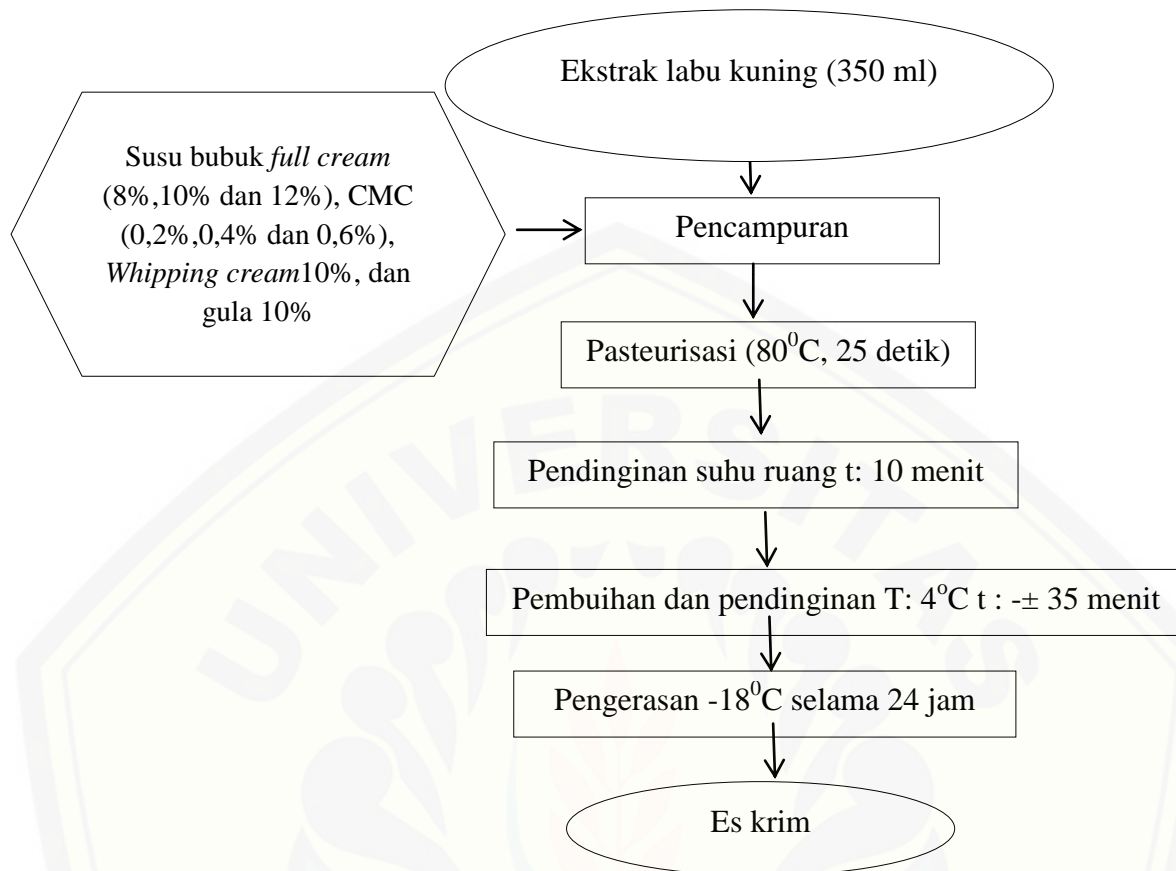 Ekstrak labu kuning (350 ml)
Susu bubuk full cream
(8%,10% dan 12%), CMC
(0,2%,0,4% dan 0,6%),
Whipping cream10%, dan
gula 10%
Pencampuran
Pasteurisasi (80⁰C, 25 detik)
Pendinginan suhu ruang t: 10 menit
Pembuihan dan pendinginan T: 4ᵒC t : -± 35 menit
Pengerasan -18⁰C selama 24 jam
Es krim
UNIVERSITAS